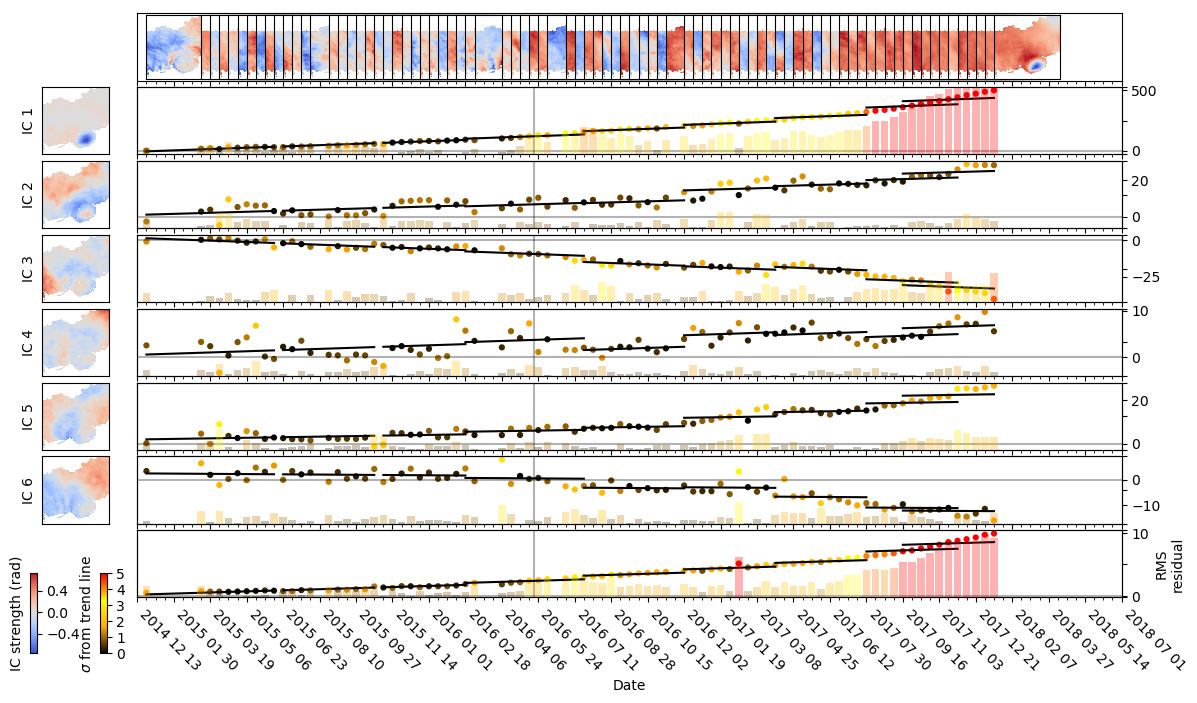 IC 1
500
0
IC 2
20
0
IC 3
0
−25
IC 4
10
0
IC 5
20
0
IC 6
0
−10
10
0
RMS
residual
IC strength (rad)
0.4
0.0
−0.4
σ from trend line
5
4
3
2
1
0
2014 12 13
2015 01 30
2015 03 19
2015 05 06
2015 06 23
2015 08 10
2015 09 27
2015 11 14
2016 01 01
2016 02 18
2016 04 06
2016 05 24
2016 07 11
2016 08 28
2016 10 15
2016 12 02
2017 01 19
2017 03 08
2017 04 25
2017 06 12
2017 07 30
2017 09 16
2017 11 03
2017 12 21
2018 02 07
2018 03 27
2018 05 14
2018 07 01
Date